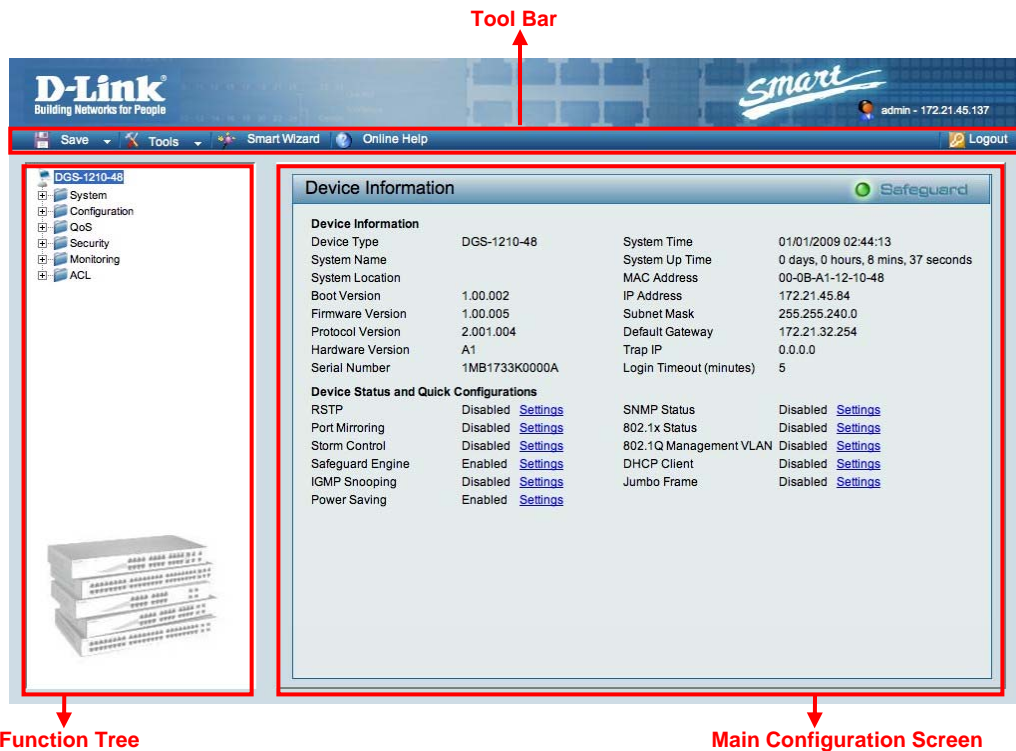 Tool Bar
D-Link®
Building Networks for People
Smart
admin - 172.21.45.137
Save Tools Smart Wizard Online Help Logout
DGS-1210-48
System
Configuration
QoS
Security
Monitoring
ACL
Device Information Safeguard
Device Information
Device Type DGS-1210-48 System Time 01/01/2009 02:44:13
System Name System Up Time 0 days, 0 hours, 8 mins, 37 seconds
System Location MAC Address 00-0B-A1-12-10-48
Boot Version 1.00.002 IP Address 172.21.45.84
Firmware Version 1.00.005 Subnet Mask 255.255.240.0
Protocol Version 2.001.004 Default Gateway 172.21.32.254
Hardware Version A1 Trap IP 0.0.0.0
Serial Number 1MB1733K0000A Login Timeout (minutes) 5
Device Status and Quick Configurations
RSTP Disabled Settings SNMP Status Disabled Settings
Port Mirroring Disabled Settings 802.1x Status Disabled Settings
Storm Control Disabled Settings 802.1Q Management VLAN Disabled Settings
Safeguard Engine Enabled Settings DHCP Client Disabled Settings
IGMP Snooping Disabled Settings Jumbo Frame Disabled Settings
Power Saving Enabled Settings
Function Tree Main Configuration Screen